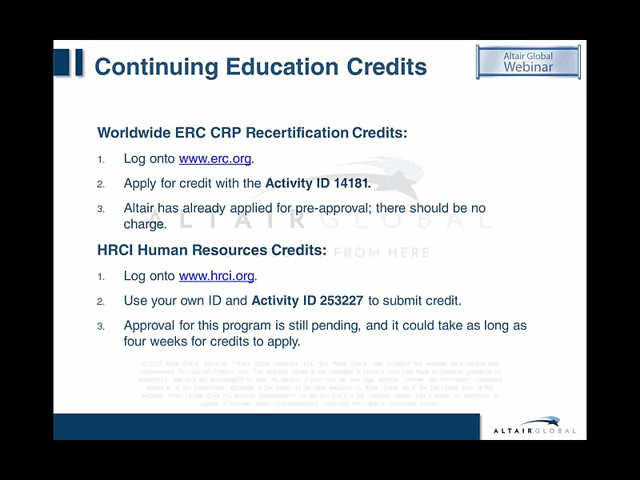 Continuing Education Credits
Altair Global
Webinar
Worldwide ERC CRP Recertification Credits:
1. Log onto www.erc.org.
2. Apply for credit with the Activity ID 14181.
3. Altair has already applied for pre-approval; there should be no
charge.
ALTAIR GLOBAL
HRCI Human Resources Credits:
FROM HERE
1. Log onto www.hrci.org.
2. Use your own ID and Activity ID 253227 to submit credit.
3. Approval for this program is still pending, and it could take as long as
four weeks for credits to apply.
ALTAIR GLOBAL